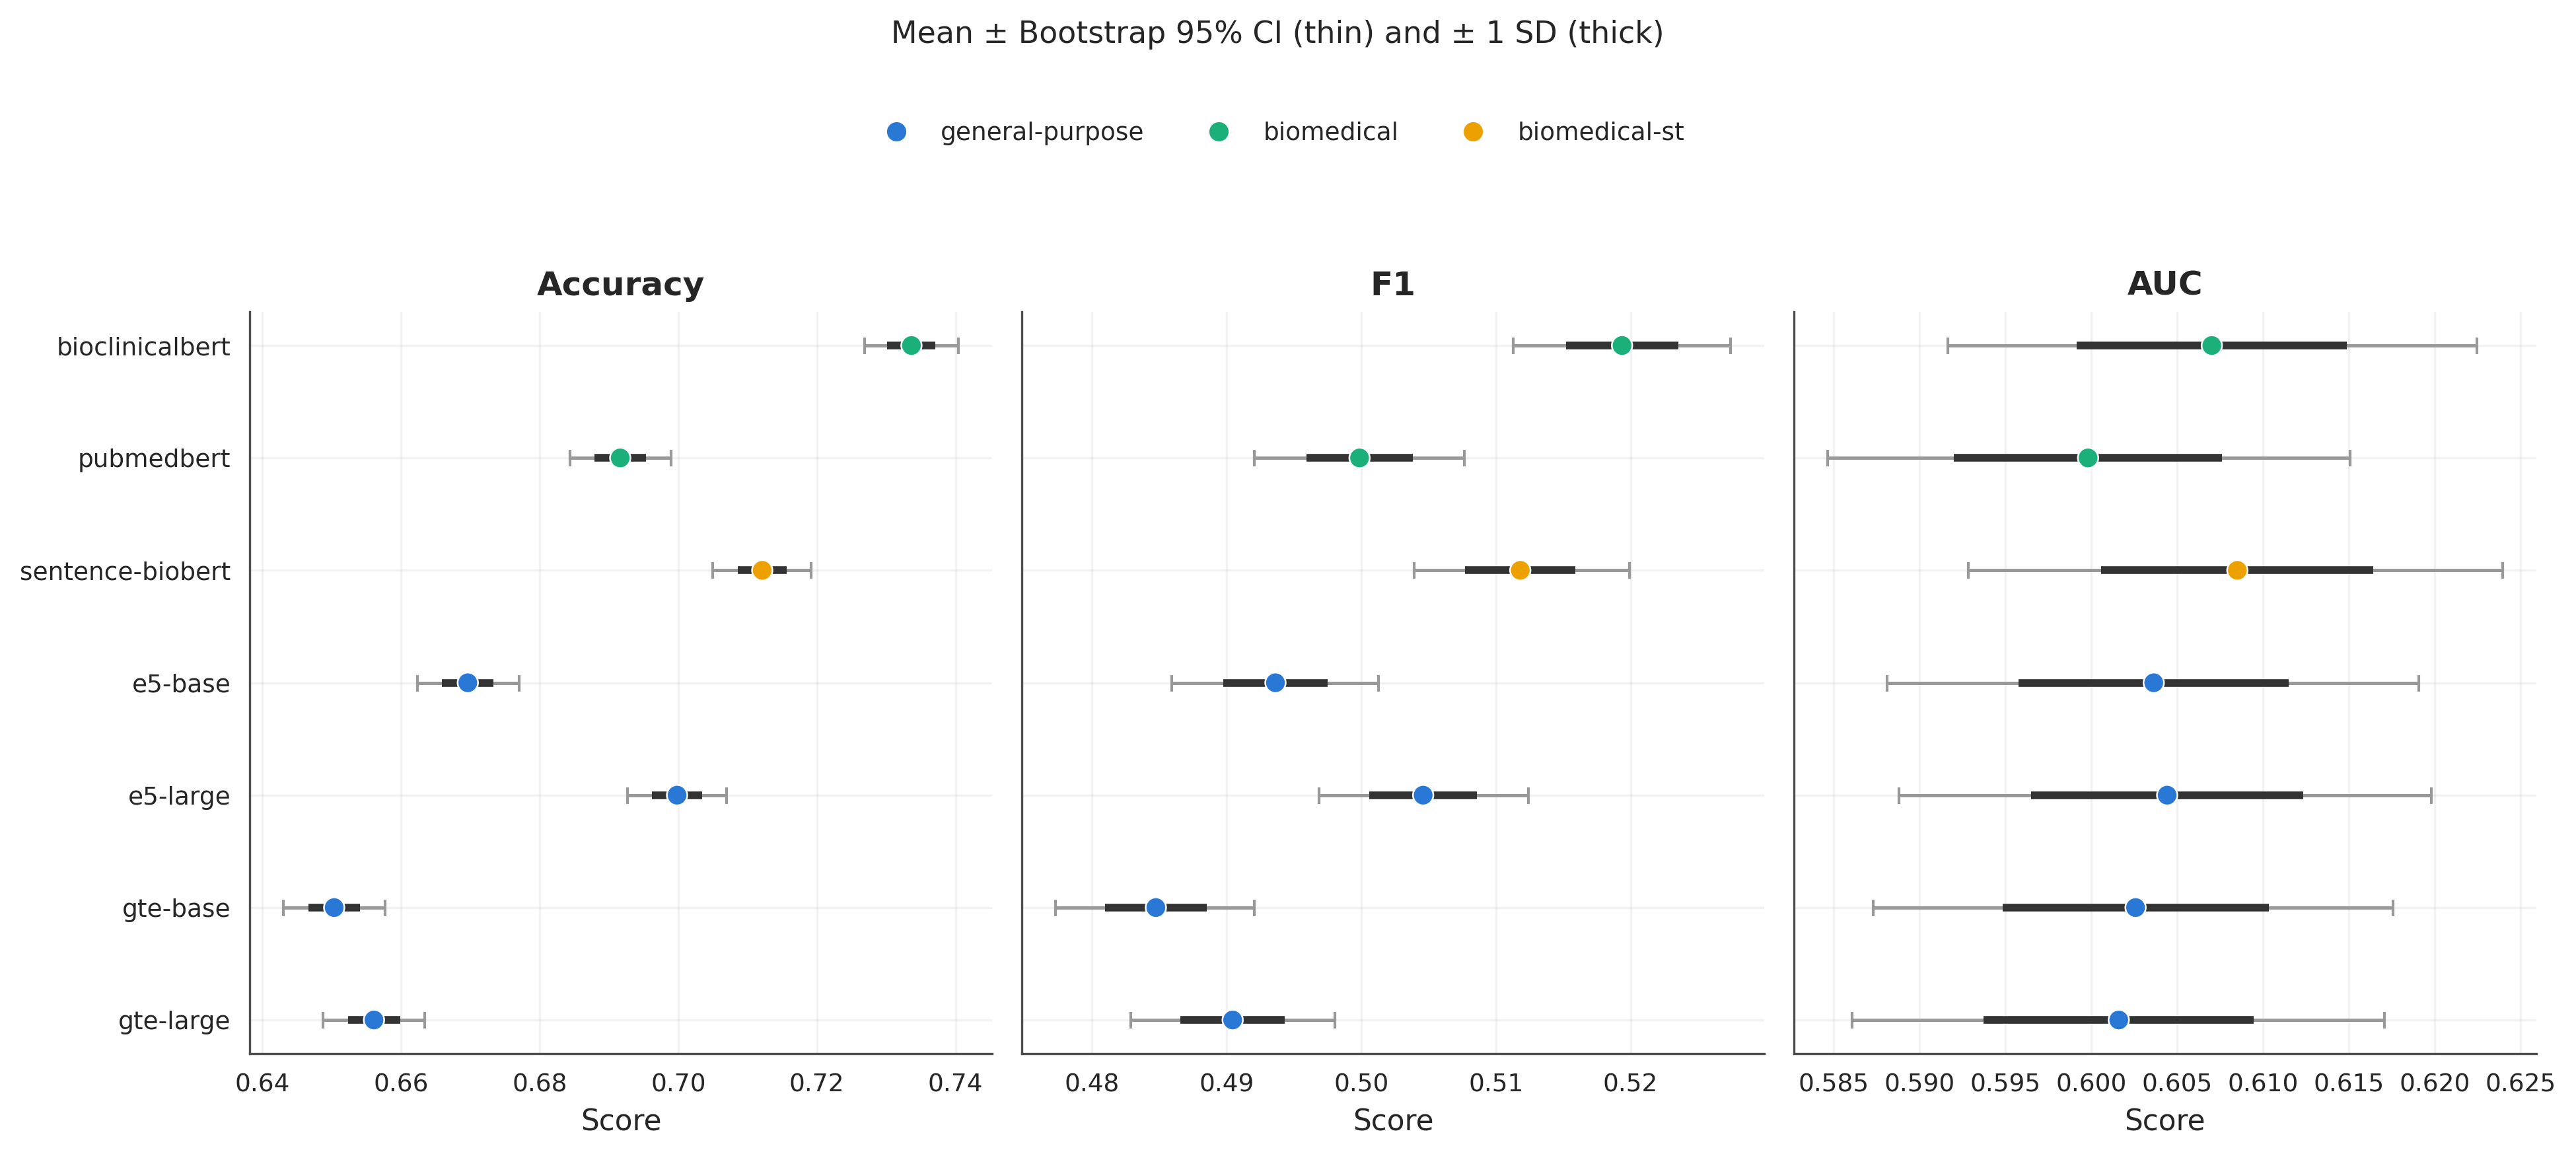 Mean ± Bootstrap 95% CI (thin) and ± 1 SD (thick)
general-purpose biomedical biomedical-st
Accuracy F1 AUC
bioclinicalbert
pubmedbert
sentence-biobert
e5-base
e5-large
gte-base
gte-large
0.64 0.66 0.68 0.70 0.72 0.74 0.48 0.49 0.50 0.51 0.52 0.585 0.590 0.595 0.600 0.605 0.610 0.615 0.620 0.625
Score Score Score